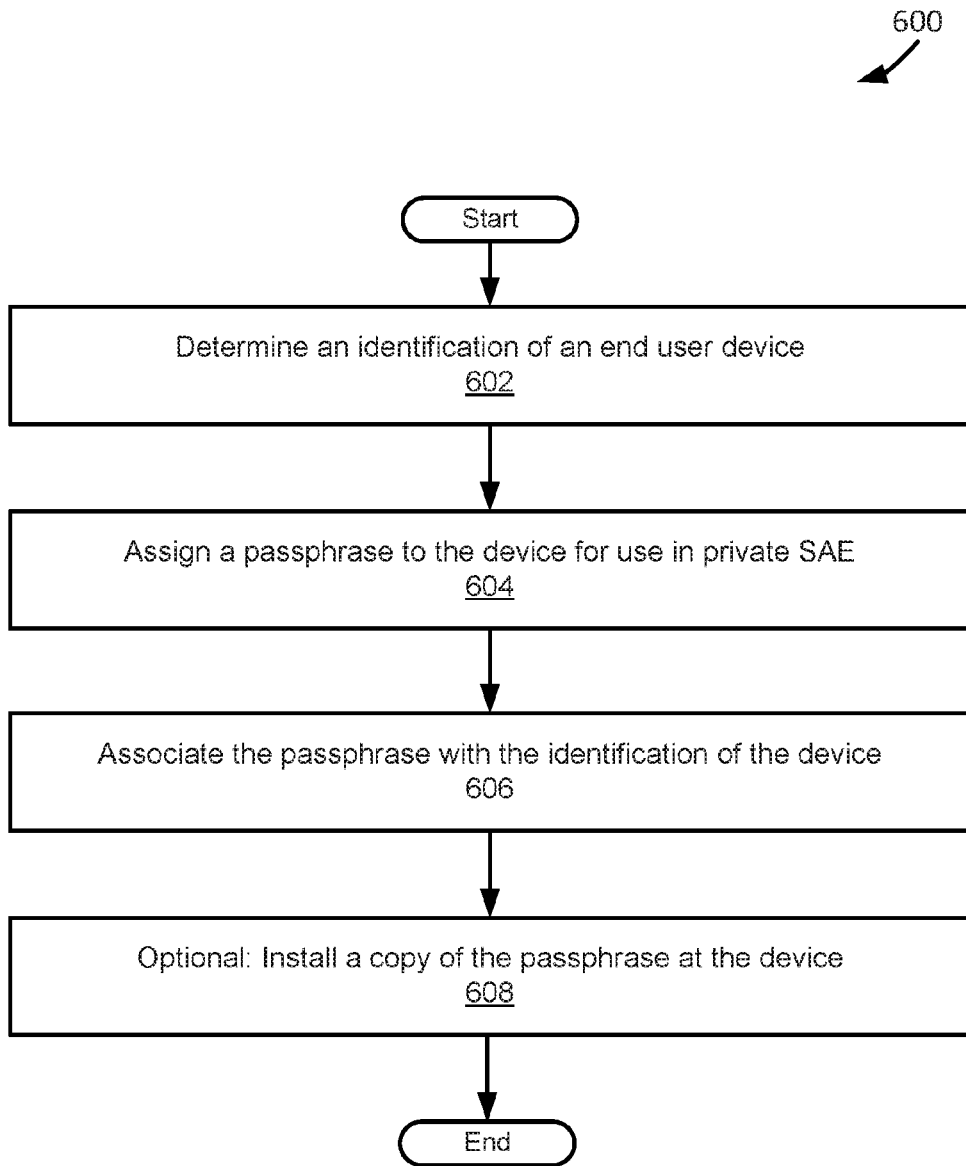 600
Start
Determine an identification of an end user device
602
Assign a passphrase to the device for use in private SAE
604
Associate the passphrase with the identification of the device
606
Optional: Install a copy of the passphrase at the device
608
End